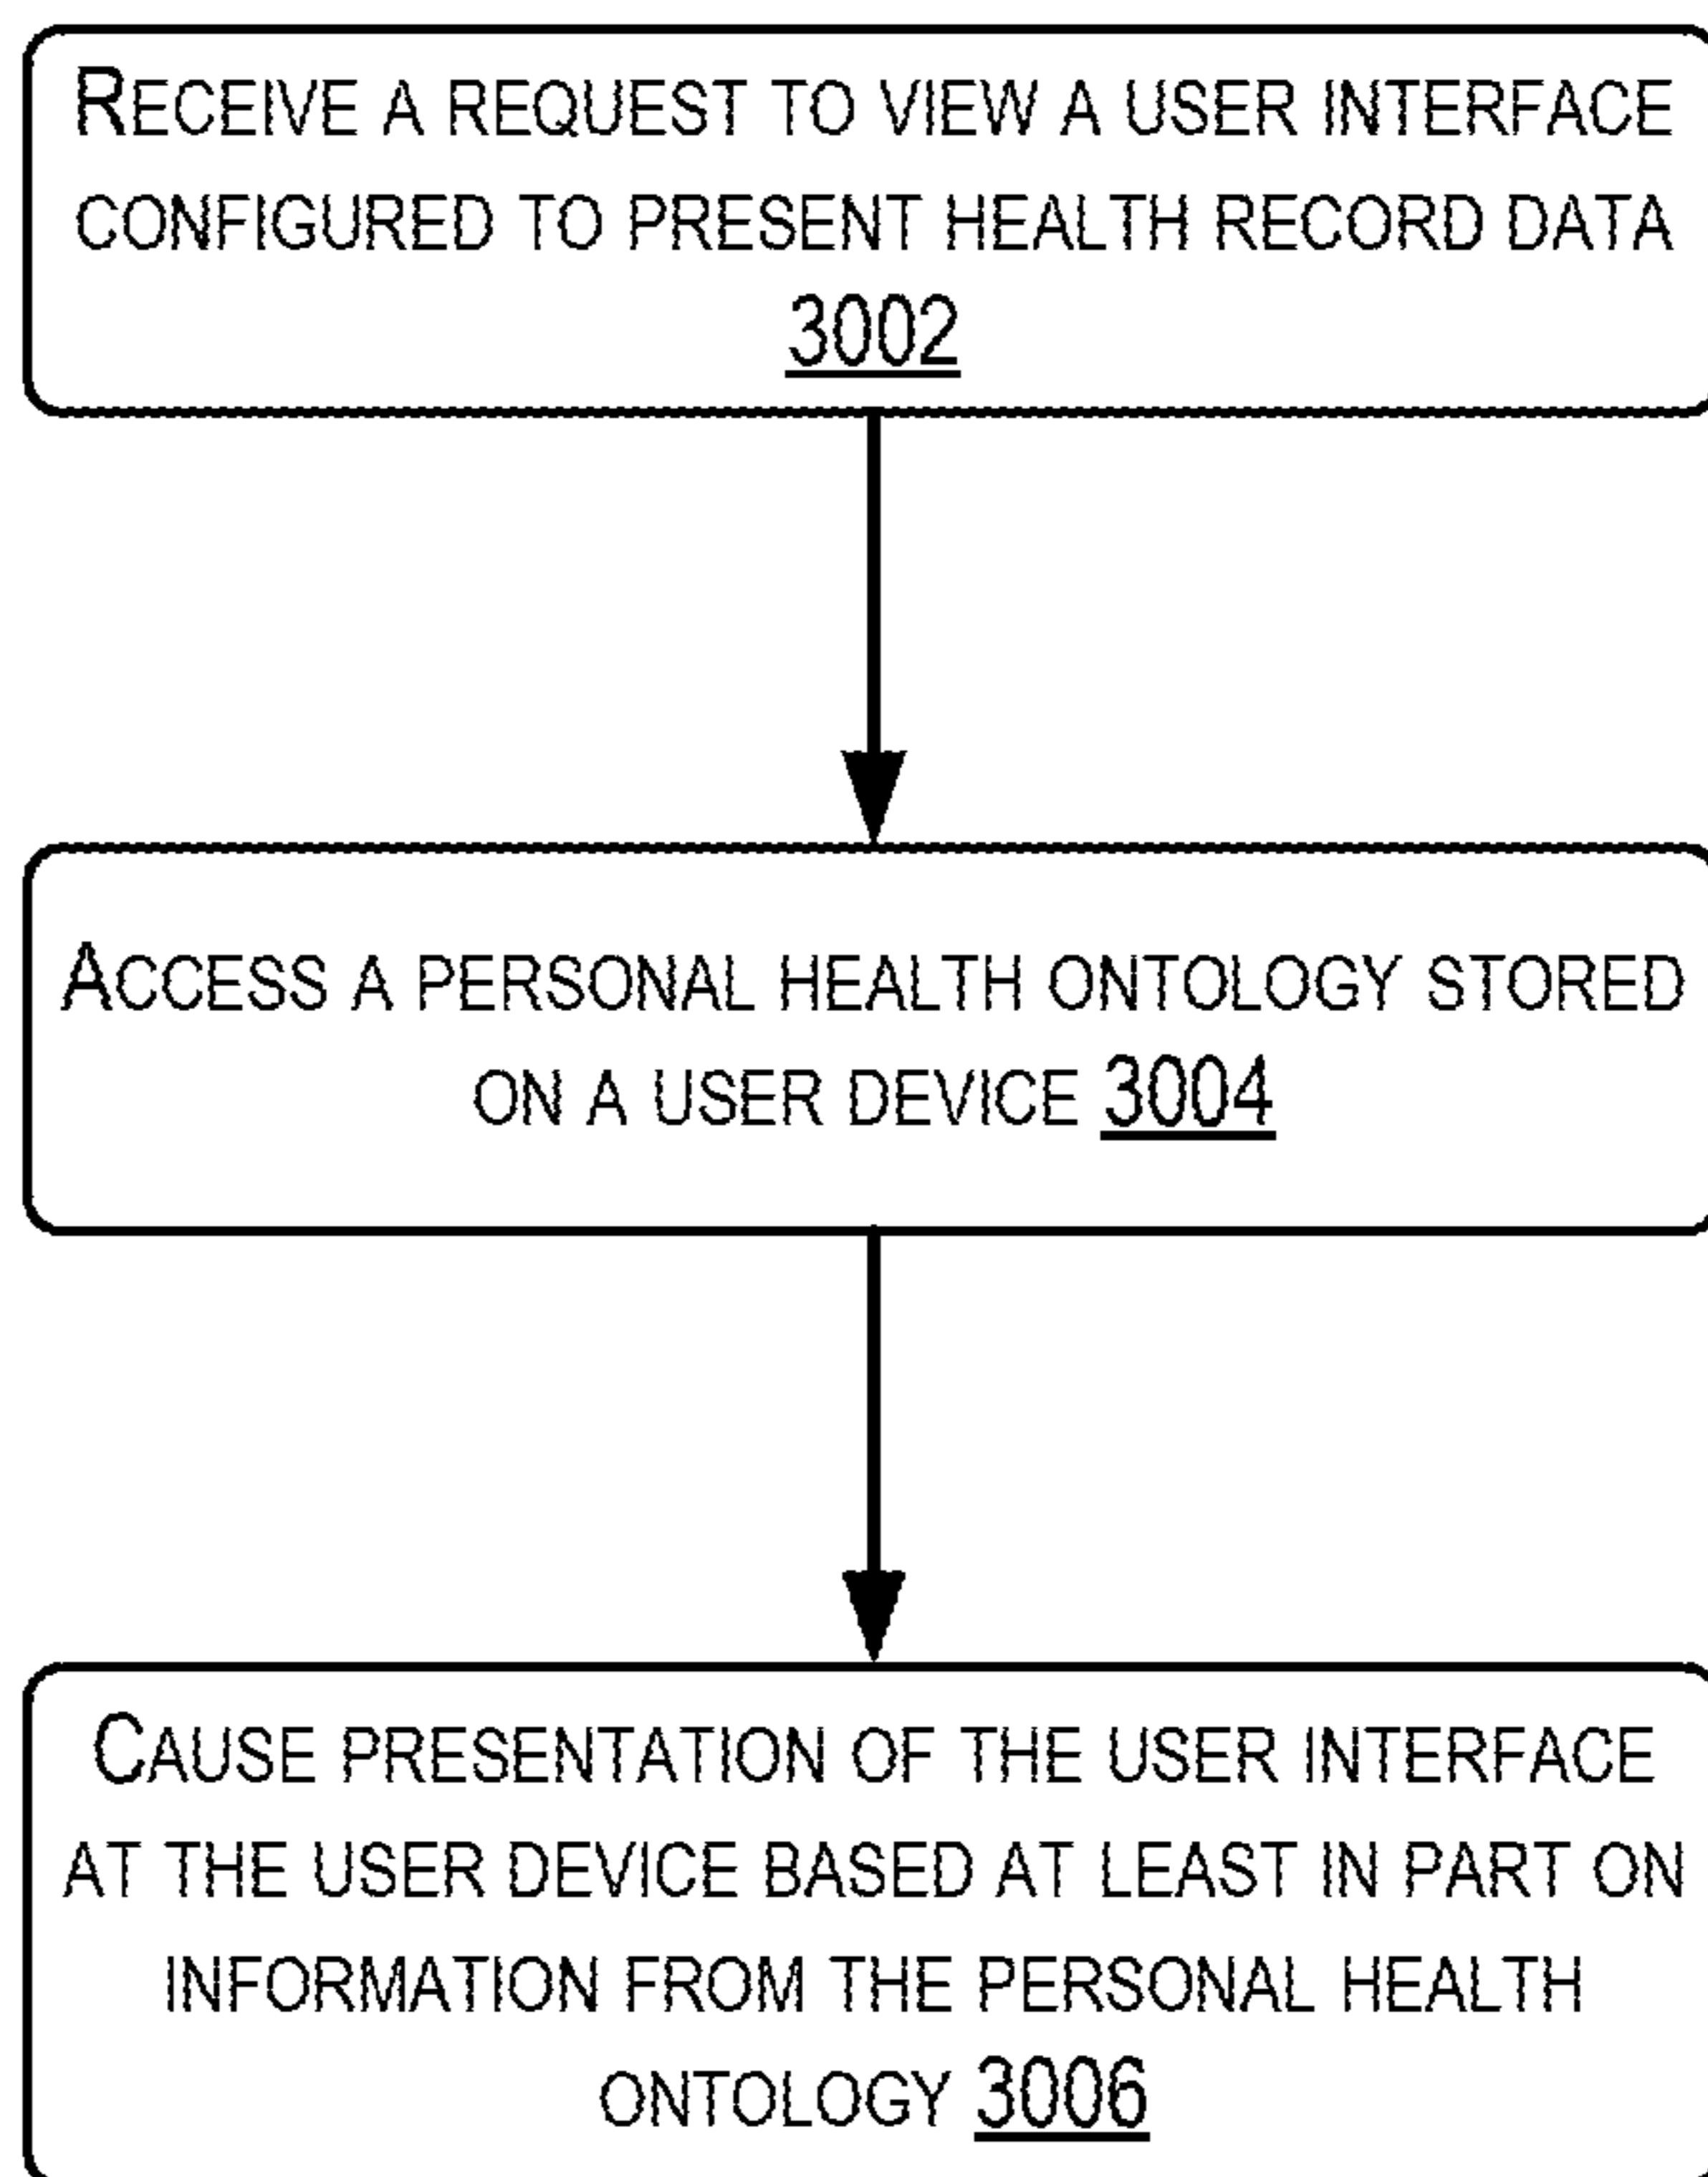 RECEIVE A REQUEST TO VIEW A USER INTERFACE
CONFIGURED TO PRESENT HEALTH RECORD DATA
3002
ACCESS A PERSONAL HEALTH ONTOLOGY STORED
ON A USER DEVICE 3004
CAUSE PRESENTATION OF THE USER INTERFACE
AT THE USER DEVICE BASED AT LEAST IN PART ON
INFORMATION FROM THE PERSONAL HEALTH
ONTOLOGY 3006